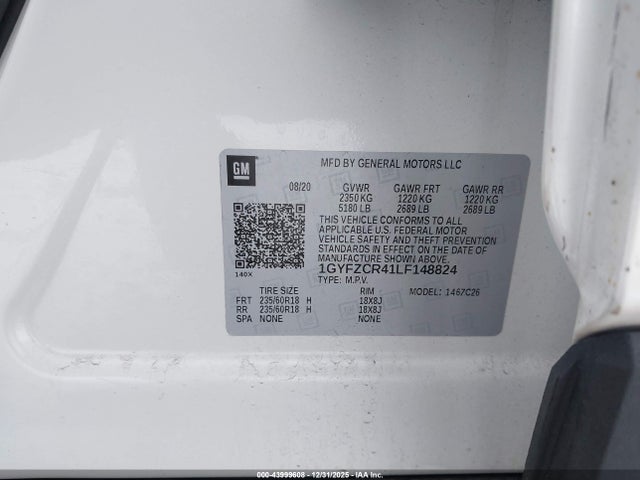 GM
MFD BY GENERAL MOTORS LLC
08/20 GVWR GAWR FRT GAWR RR
2350 KG 1220 KG 1220 KG
5180 LB 2689 LB 2689 LB
THIS VEHICLE CONFORMS TO ALL
APPLICABLE U.S. FEDERAL MOTOR
VEHICLE SAFETY AND THEFT PREVENTION
STANDARDS IN EFFECT ON THE DATE OF
MANUFACTURE SHOWN ABOVE.
1GYFZCR41LF148824
140X TYPE: M.P.V.
TIRE SIZE RIM MODEL: 1467C26
FRT 235/60R18 H 18X8J
RR 235/60R18 H 18X8J
SPA NONE NONE
000-43999608 - 12/31/2025 - IAA Inc.